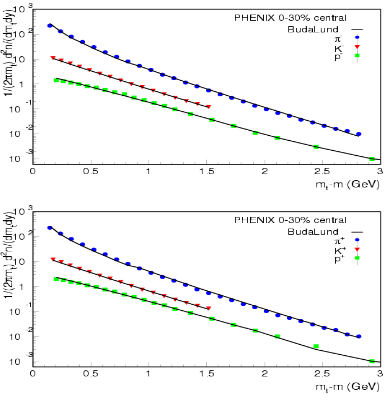 PHENIX 0-30% central
BudaLund
π⁻
K⁻
p⁻
1/(2πmₜ) d²n/(dmₜdy)
10³
10²
10
1
10⁻¹
10⁻²
10⁻³
0 0.5 1 1.5 2 2.5 3
mₜ-m (GeV)
PHENIX 0-30% central
BudaLund
π⁺
K⁺
p⁺
1/(2πmₜ) d²n/(dmₜdy)
10³
10²
10
1
10⁻¹
10⁻²
10⁻³
0 0.5 1 1.5 2 2.5 3
mₜ-m (GeV)